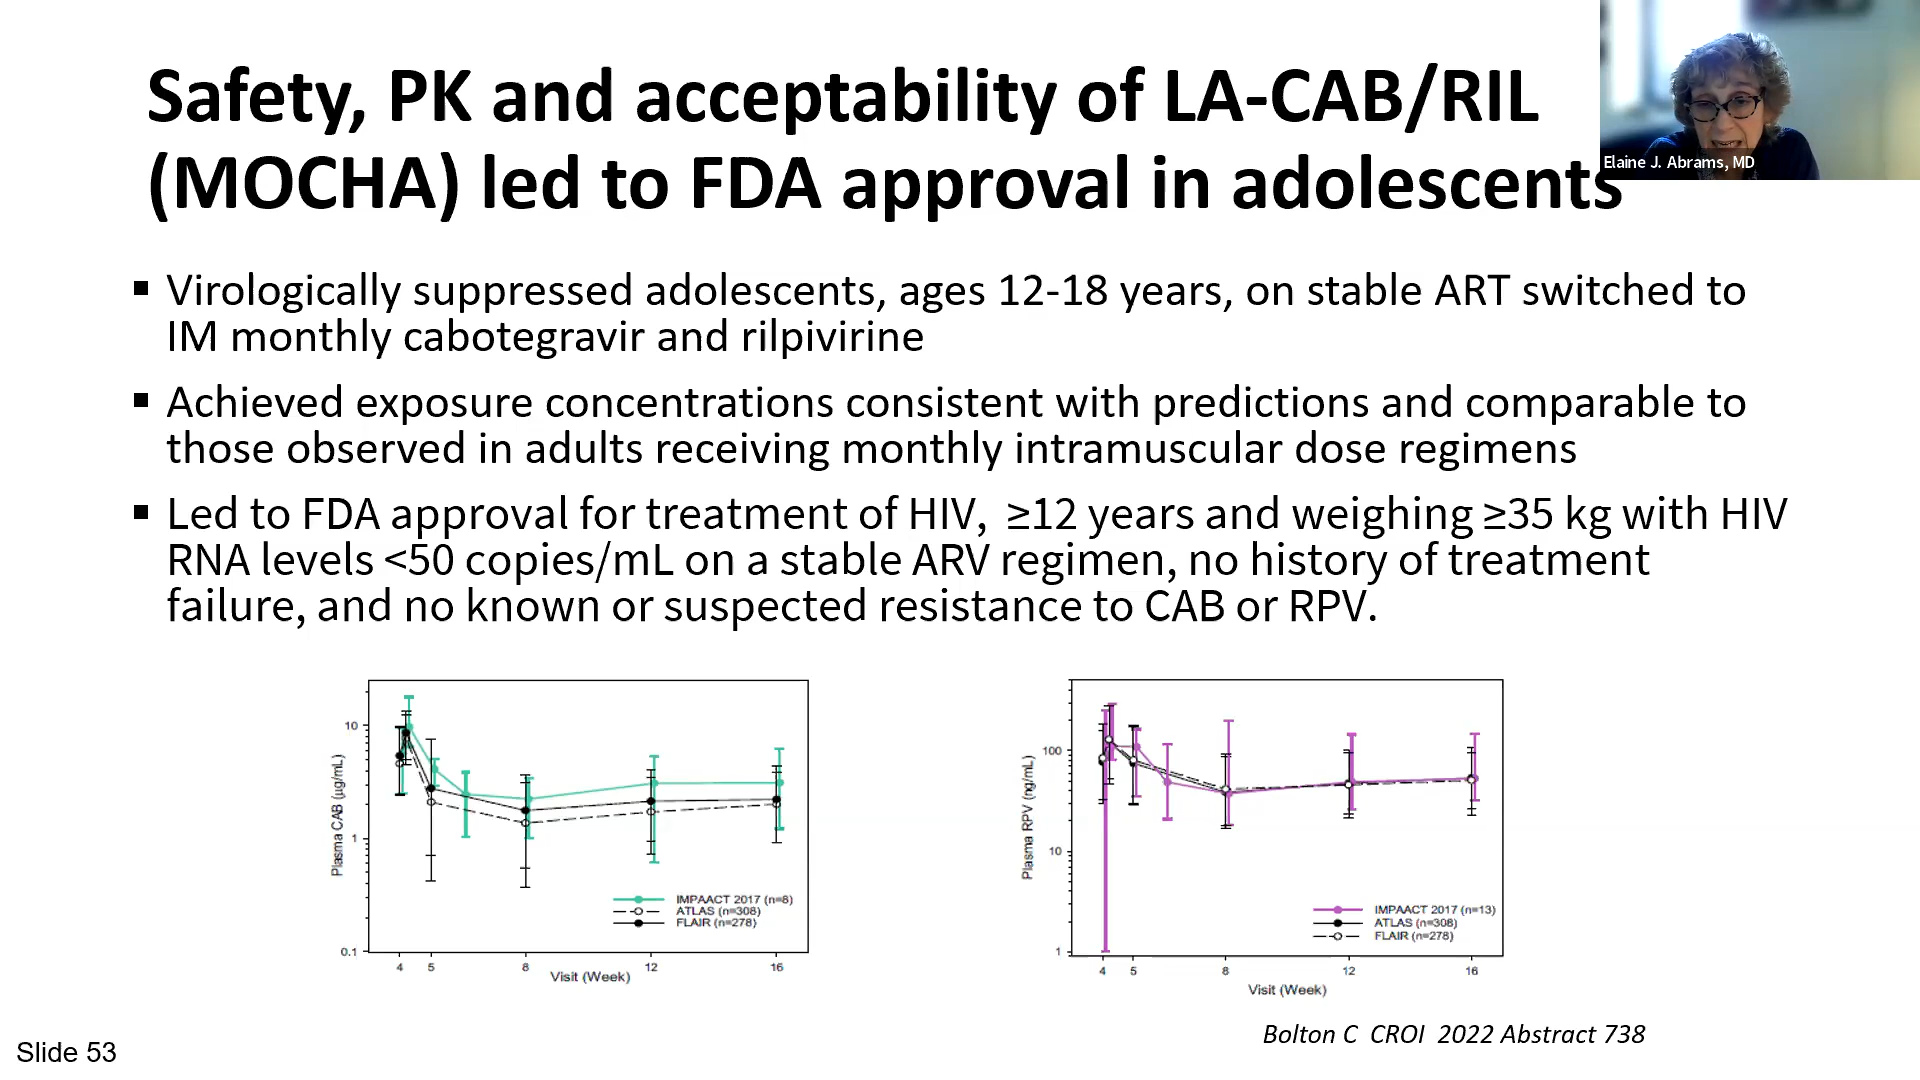 Safety, PK and acceptability of LA-CAB/RIL
(MOCHA) led to FDA approval in adolescents
Elaine J. Abrams, MD
▪ Virologically suppressed adolescents, ages 12-18 years, on stable ART switched to
IM monthly cabotegravir and rilpivirine
▪ Achieved exposure concentrations consistent with predictions and comparable to
those observed in adults receiving monthly intramuscular dose regimens
▪ Led to FDA approval for treatment of HIV, ≥12 years and weighing ≥35 kg with HIV
RNA levels <50 copies/mL on a stable ARV regimen, no history of treatment
failure, and no known or suspected resistance to CAB or RPV.
Plasma CAB (µg/mL)
10
1
0.1
IMPAACT 2017 (n=8)
ATLAS (n=308)
FLAIR (n=278)
4 5 8 12 16
Visit (Week)
Plasma RPV (ng/mL)
100
10
1
IMPAACT 2017 (n=13)
ATLAS (n=308)
FLAIR (n=278)
4 5 8 12 16
Visit (Week)
Bolton C CROI 2022 Abstract 738
Slide 53